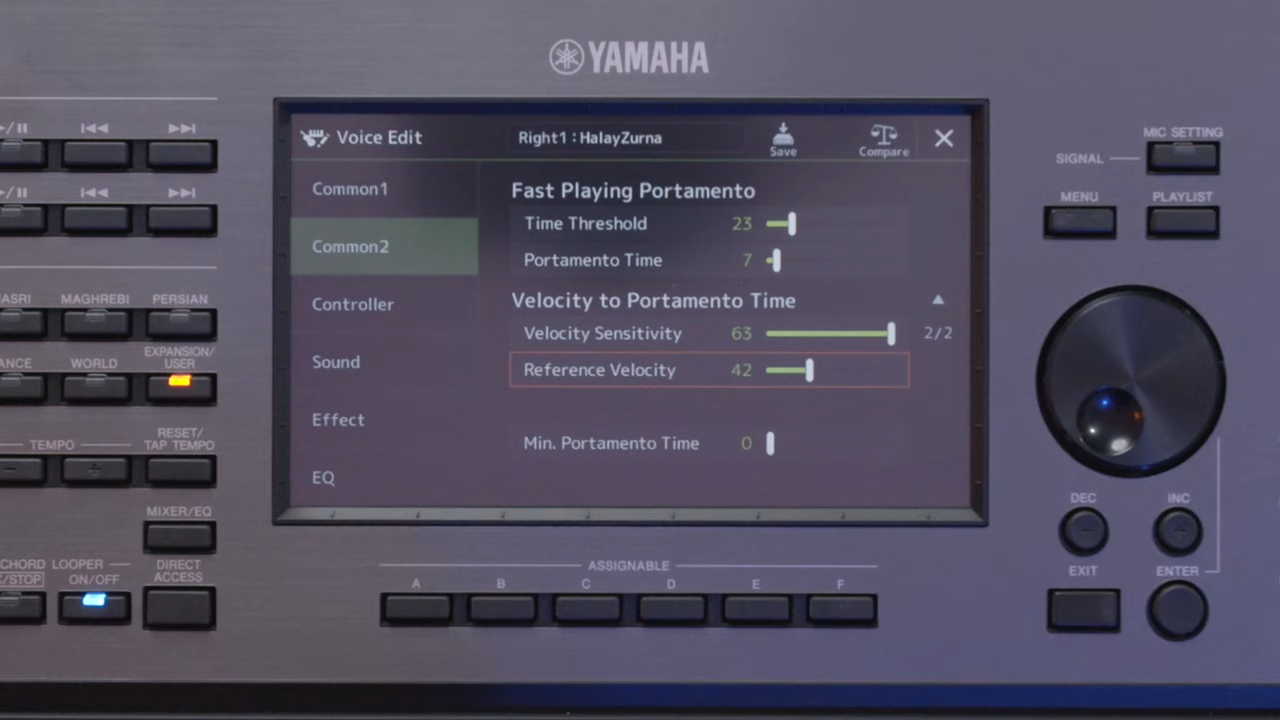 YAMAHA
Voice Edit
Right1 : HalayZurna
Save
Compare
Common1
Common2
Controller
Sound
Effect
EQ
Fast Playing Portamento
Time Threshold 23
Portamento Time 7
Velocity to Portamento Time
Velocity Sensitivity 63
2/2
Reference Velocity 42
Min. Portamento Time 0
PERSIAN
MAGHREBI
WORLD
EXPANSION/
USER
TEMPO
RESET/
TAP TEMPO
MIXER/EQ
CHORD LOOPER
/STOP
ON/OFF
DIRECT
ACCESS
ASSIGNABLE
A B C D E F
MIC SETTING
SIGNAL
MENU
PLAYLIST
DEC
INC
EXIT
ENTER